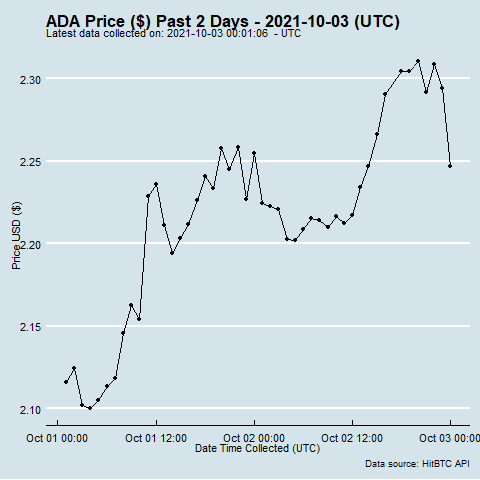 ADA Price ($) Past 2 Days - 2021-10-03 (UTC)
Latest data collected on: 2021-10-03 00:01:06 - UTC
2.30
2.25
2.20
2.15
2.10
Price USD ($)
Oct 01 00:00 Oct 01 12:00 Oct 02 00:00 Oct 02 12:00 Oct 03 00:00
Date Time Collected (UTC)
Data source: HitBTC API